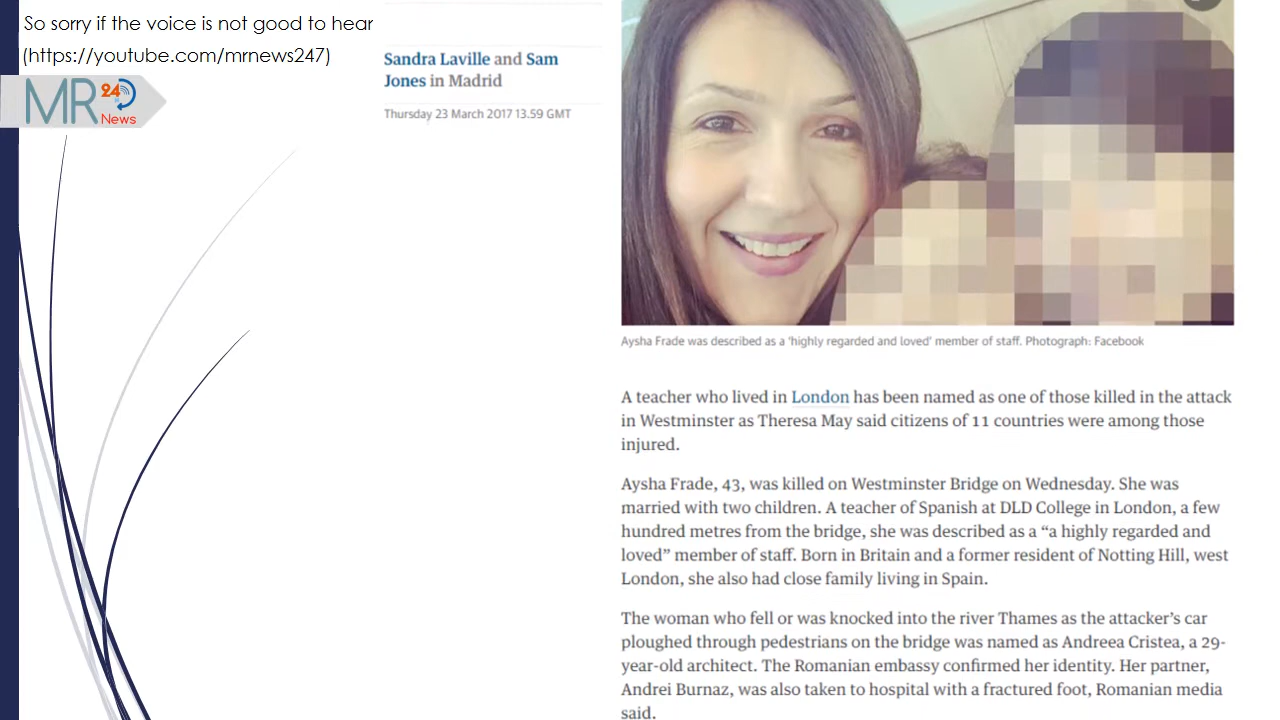 So sorry if the voice is not good to hear
(https://youtube.com/mrnews247)
MR 24 News
Sandra Laville and Sam
Jones in Madrid
Thursday 23 March 2017 13.59 GMT
Aysha Frade was described as a ‘highly regarded and loved’ member of staff. Photograph: Facebook
A teacher who lived in London has been named as one of those killed in the attack
in Westminster as Theresa May said citizens of 11 countries were among those
injured.
Aysha Frade, 43, was killed on Westminster Bridge on Wednesday. She was
married with two children. A teacher of Spanish at DLD College in London, a few
hundred metres from the bridge, she was described as a “a highly regarded and
loved” member of staff. Born in Britain and a former resident of Notting Hill, west
London, she also had close family living in Spain.
The woman who fell or was knocked into the river Thames as the attacker’s car
ploughed through pedestrians on the bridge was named as Andreea Cristea, a 29-
year-old architect. The Romanian embassy confirmed her identity. Her partner,
Andrei Burnaz, was also taken to hospital with a fractured foot, Romanian media
said.